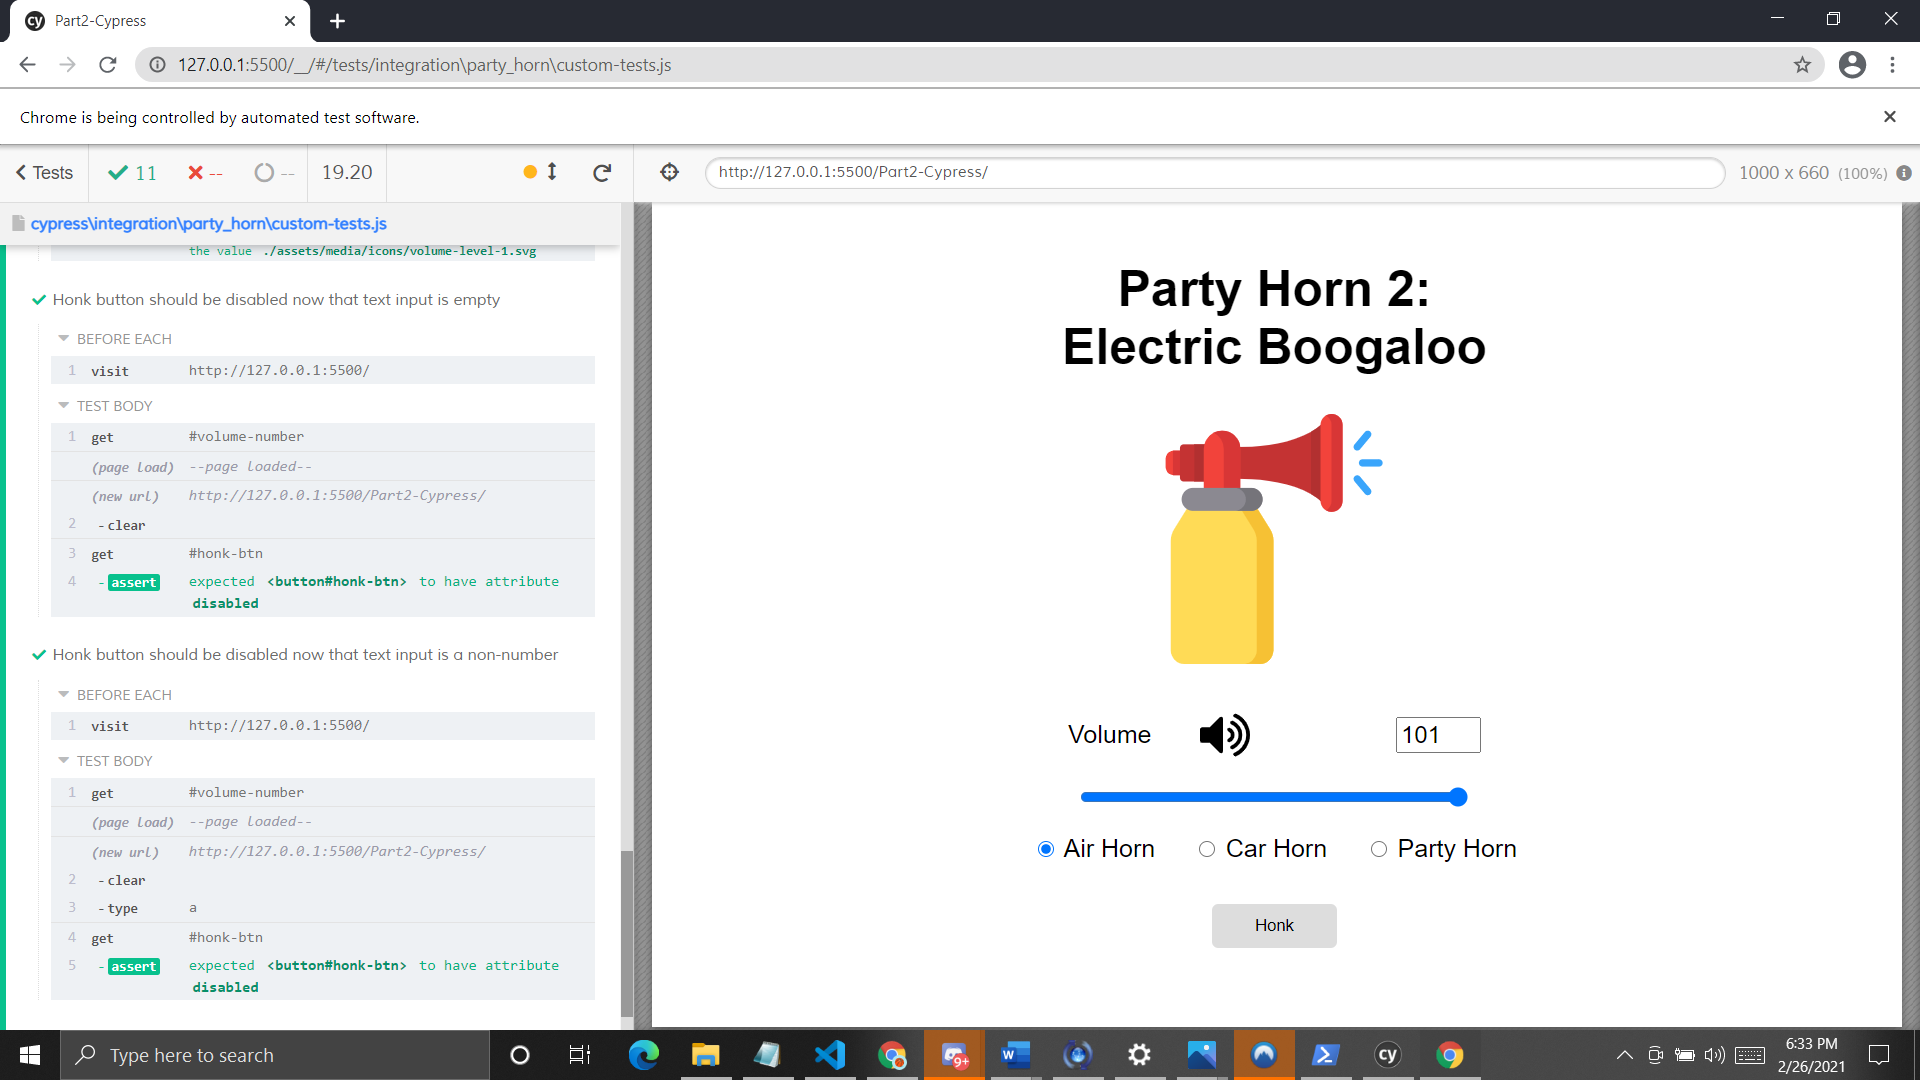 Part2-Cypress
127.0.0.1:5500/__/#/tests/integration\party_horn\custom-tests.js
Chrome is being controlled by automated test software.
Tests 11 -- -- 19.20
http://127.0.0.1:5500/Part2-Cypress/
1000 x 660 (100%)
cypress\integration\party_horn\custom-tests.js
the value ./assets/media/icons/volume-level-1.svg
Honk button should be disabled now that text input is empty
BEFORE EACH
1 visit http://127.0.0.1:5500/
TEST BODY
1 get #volume-number
(page load) --page loaded--
(new url) http://127.0.0.1:5500/Part2-Cypress/
2 -clear
3 get #honk-btn
4 -assert expected <button#honk-btn> to have attribute
disabled
Honk button should be disabled now that text input is a non-number
BEFORE EACH
1 visit http://127.0.0.1:5500/
TEST BODY
1 get #volume-number
(page load) --page loaded--
(new url) http://127.0.0.1:5500/Part2-Cypress/
2 -clear
3 -type a
4 get #honk-btn
5 -assert expected <button#honk-btn> to have attribute
disabled
Party Horn 2:
Electric Boogaloo
Volume 101
Air Horn Car Horn Party Horn
Honk
Type here to search
9+
cy
6:33 PM
2/26/2021